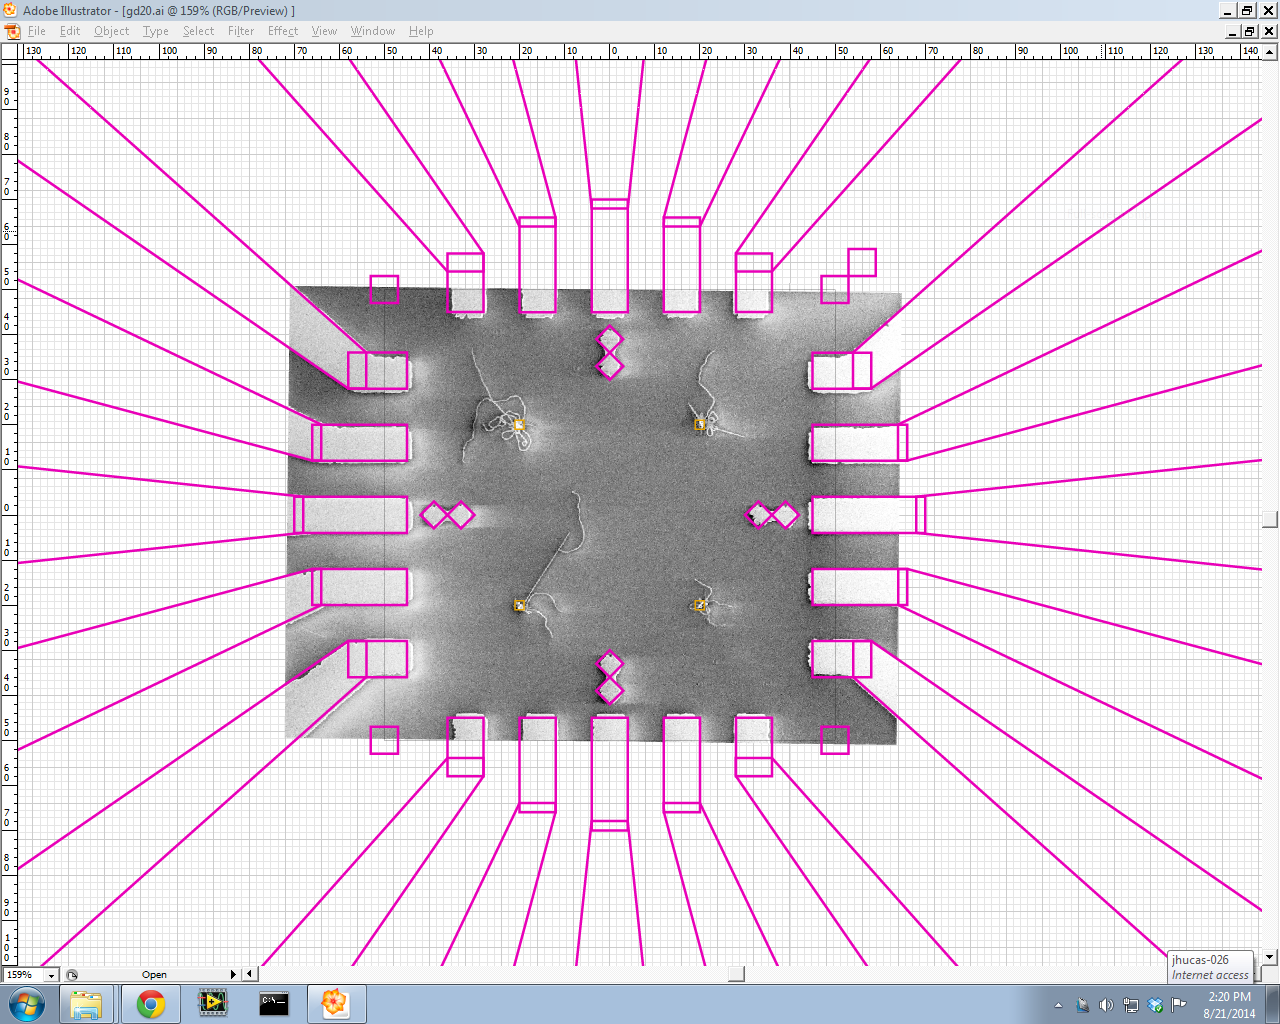 Adobe Illustrator - [gd20.ai @ 159% (RGB/Preview) ]
File Edit Object Type Select Filter Effect View Window Help
130 120 110 100 90 80 70 60 50 40 30 20 10 0 10 20 30 40 50 60 70 80 90 100 110 120 130 140
90
80
70
60
50
40
30
20
10
0
10
20
30
40
50
60
70
80
90
100
159% Open
jhucas-026
Internet access
C:\_
2:20 PM
8/21/2014